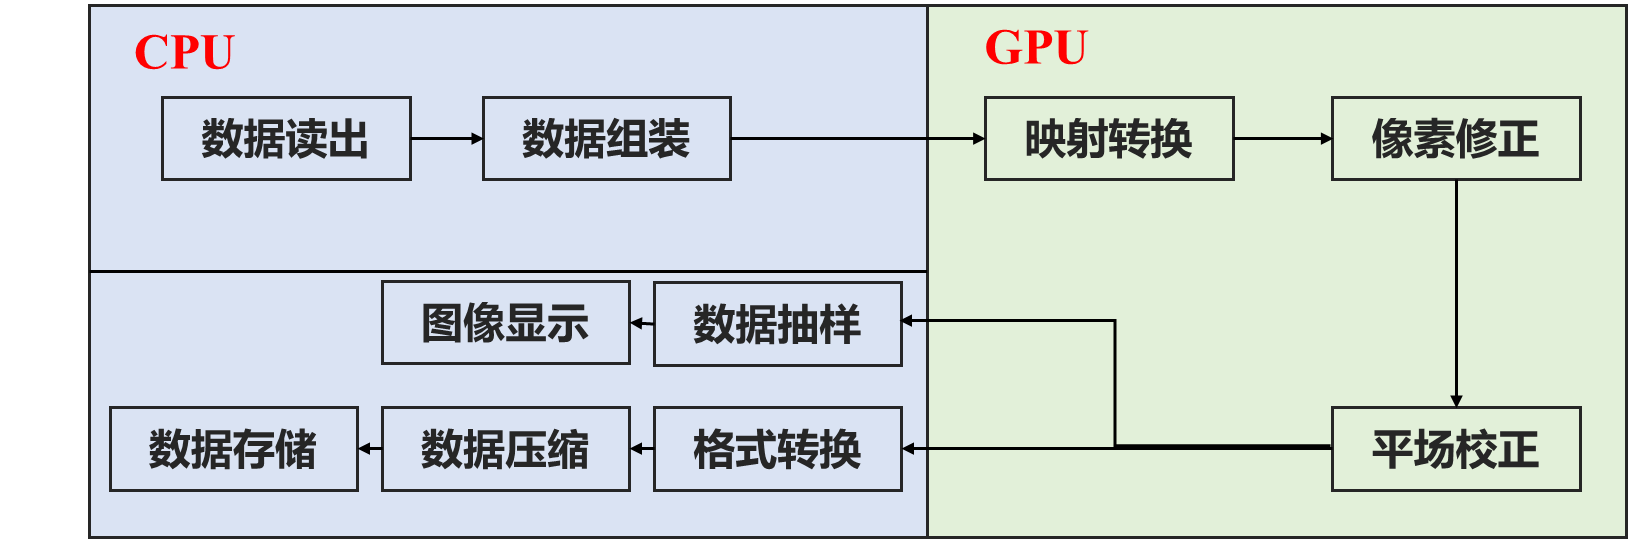 CPU
GPU
数据读出
数据组装
映射转换
像素修正
图像显示
数据抽样
数据存储
数据压缩
格式转换
平场校正